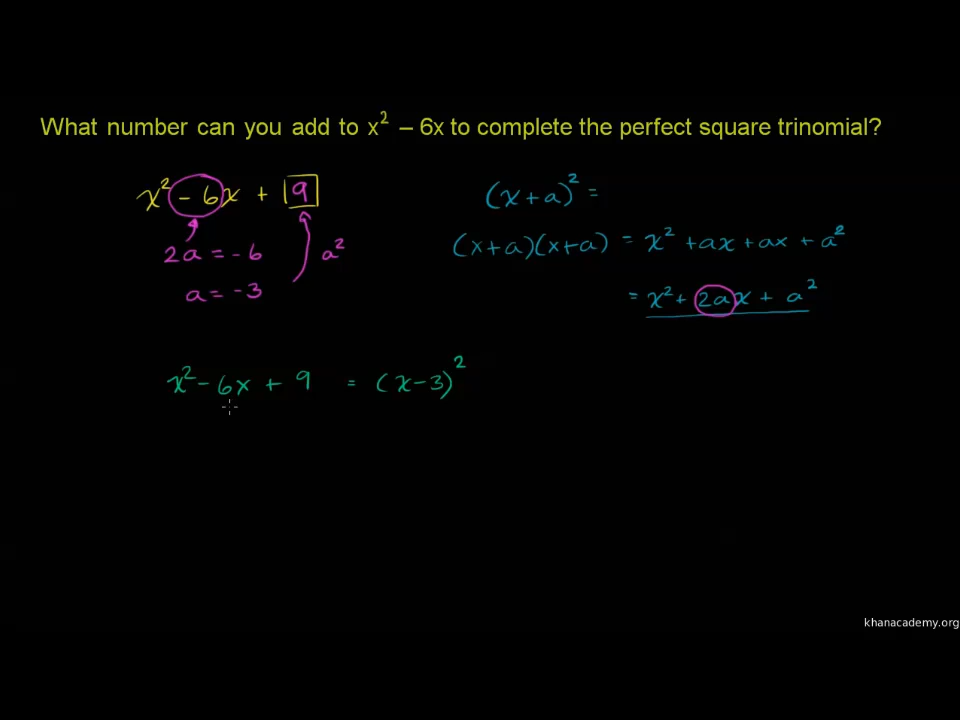 What number can you add to x² – 6x to complete the perfect square trinomial?
x² - 6x + 9
2a = -6
a²
a = -3
(x+a)² =
(x+a)(x+a) = x² + ax + ax + a²
= x² + 2ax + a²
x² - 6x + 9 = (x-3)²
khanacademy.org